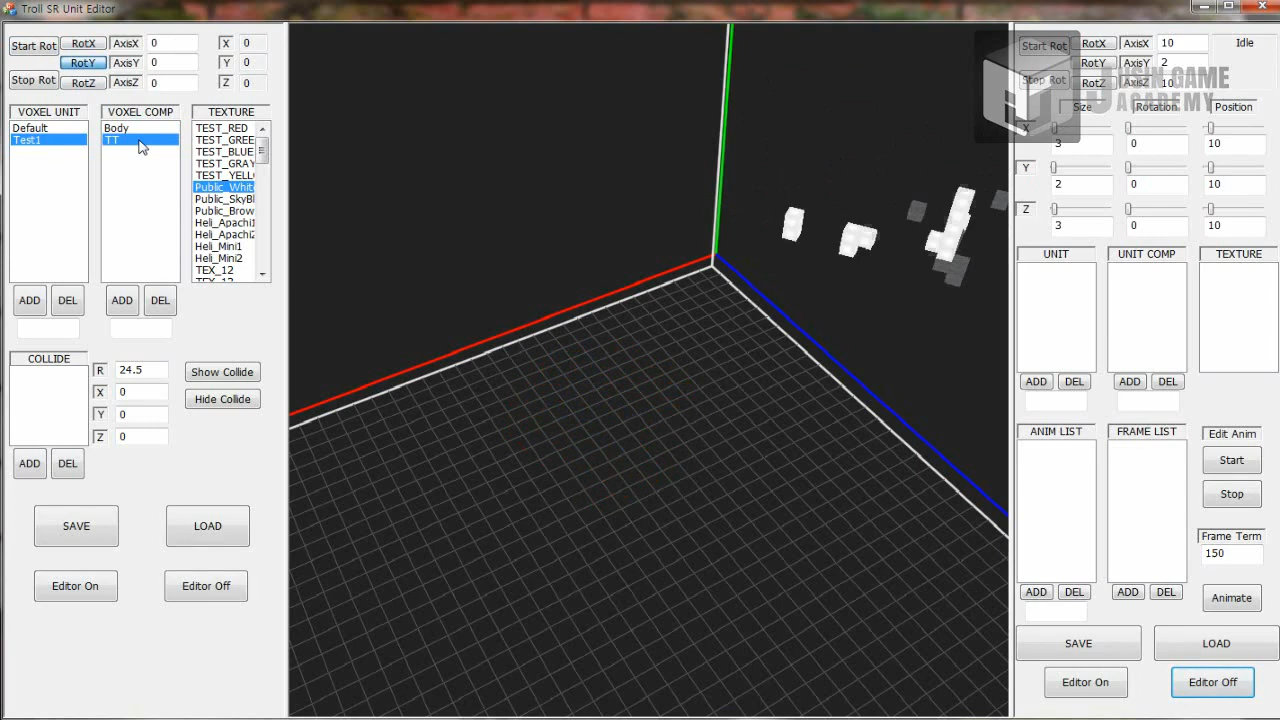 Troll SR Unit Editor
Start Rot RotX AxisX 0 X 0
RotY AxisY 0 Y 0
Stop Rot RotZ AxisZ 0 Z 0
VOXEL UNIT VOXEL COMP TEXTURE
Default
Test1
Body
TT
TEST_RED
TEST_GREE
TEST_BLUE
TEST_GRAY
TEST_YELL
Public_White
Public_SkyBl
Public_Brow
Heli_Apachi1
Heli_Apachi2
Heli_Mini1
Heli_Mini2
TEX_12
TEX_12
ADD DEL ADD DEL
COLLIDE
R 24.5
X 0
Y 0
Z 0
Show Collide
Hide Collide
ADD DEL
SAVE LOAD
Editor On Editor Off
Start Rot RotX AxisX 10 Idle
RotY AxisY 2
Stop Rot RotZ AxisZ 10
GAME
ACADEMY
Size Rotation Position
X
3 0 10
Y
2 0 10
Z
3 0 10
UNIT UNIT COMP TEXTURE
ADD DEL ADD DEL
ANIM LIST FRAME LIST Edit Anim
Start
Stop
Frame Term
150
ADD DEL ADD DEL
Animate
SAVE LOAD
Editor On Editor Off